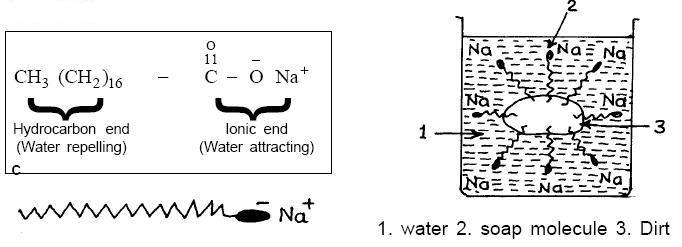 O
11 –
CH3 (CH2)16 – C – O Na+
Hydrocarbon end Ionic end
(Water repelling) (Water attracting)
c
– Na+
2
Na Na Na
Na Na
1 3
Na Na Na
1. water 2. soap molecule 3. Dirt